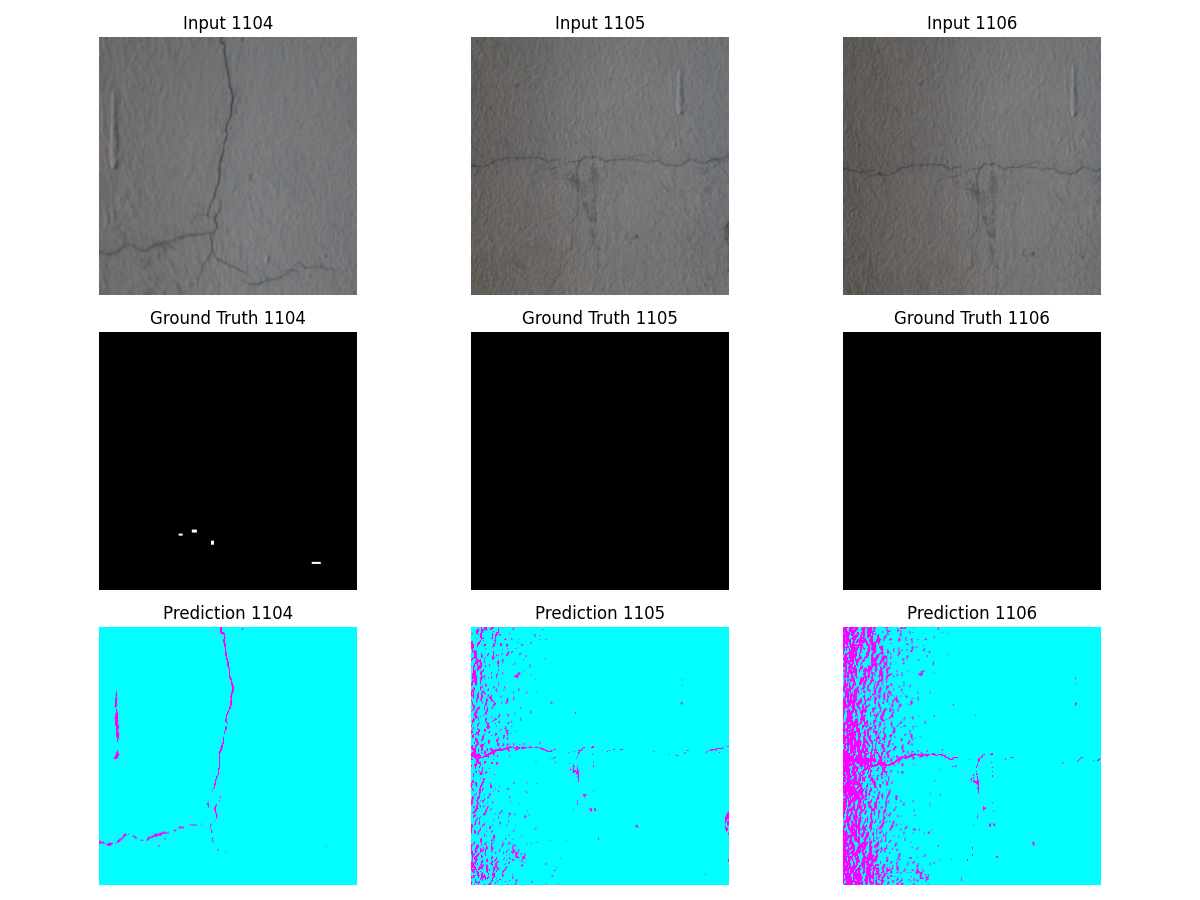 Input 1104
Input 1105
Input 1106
Ground Truth 1104
Ground Truth 1105
Ground Truth 1106
Prediction 1104
Prediction 1105
Prediction 1106